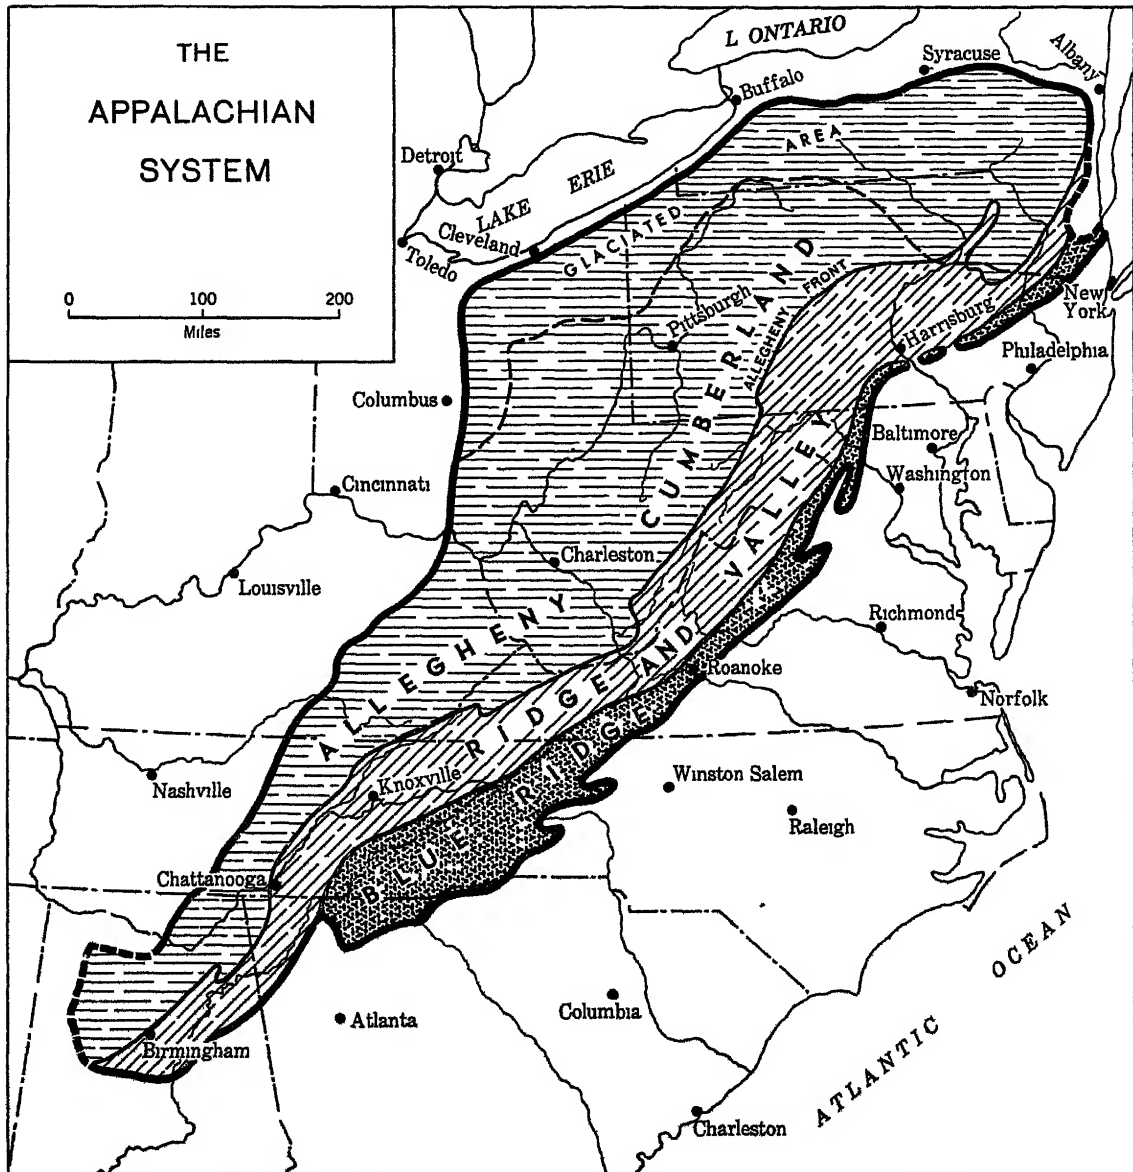 THE
APPALACHIAN
SYSTEM
0 100 200
Miles
L ONTARIO
Syracuse
Albany
Buffalo
AREA
Detroit
LAKE ERIE
Cleveland
Toledo
GLACIATED
CUMBERLAND
ALLEGHENY FRONT
Pittsburgh
Harrisburg
New
York
Philadelphia
Columbus
Baltimore
Washington
Cincinnati
Charleston
Louisville
Richmond
Norfolk
Roanoke
ALLEGHENY
RIDGE AND VALLEY
BLUE RIDGE
Nashville
Knoxville
Winston Salem
Raleigh
Chattanooga
Columbia
Atlanta
Birmingham
Charleston
ATLANTIC OCEAN